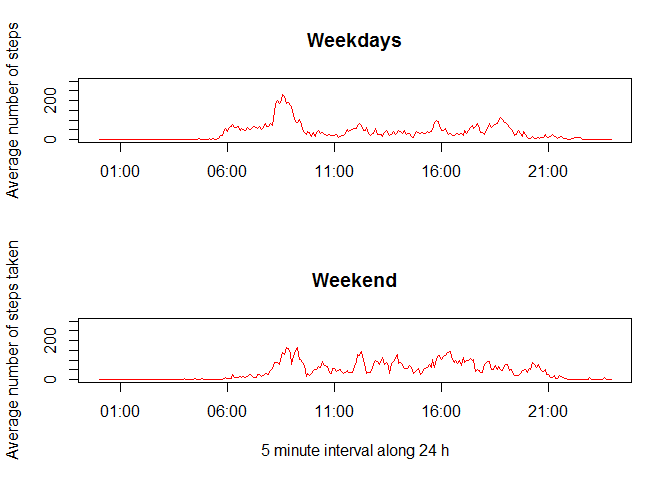 Weekdays
Average number of steps
200
0
01:00 06:00 11:00 16:00 21:00
Weekend
Average number of steps taken
200
0
01:00 06:00 11:00 16:00 21:00
5 minute interval along 24 h